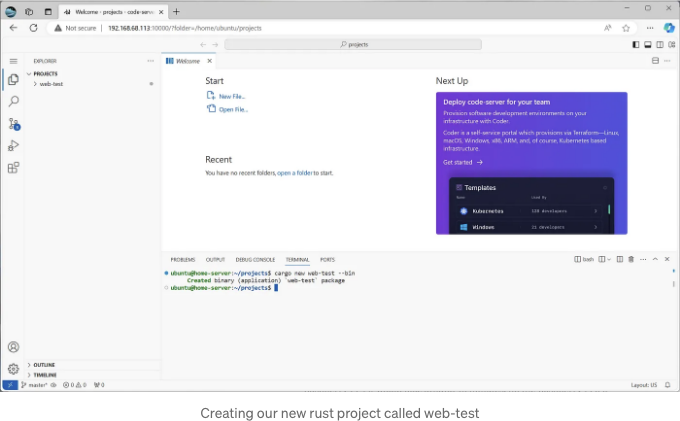 Welcome - projects - code-serve
Not secure
192.168.68.113:10000/?folder=/home/ubuntu/projects
projects
EXPLORER
PROJECTS
web-test
Welcome
Start
New File...
Open File...
Recent
You have no recent folders, open a folder to start.
Next Up
Deploy code-server for your team
Provision software development environments on your
infrastructure with Coder.
Coder is a self-service portal which provisions via Terraform—Linux,
macOS, Windows, x86, ARM, and, of course, Kubernetes based
infrastructure.
Get started
Templates
Name Used By
Kubernetes
Windows 21 developers
PROBLEMS OUTPUT DEBUG CONSOLE TERMINAL PORTS
bash
ubuntu@home-server:~/projects$ cargo new web-test --bin
Created binary (application) `web-test` package
ubuntu@home-server:~/projects$
OUTLINE
TIMELINE
master* 0 0 0
Layout: US
Creating our new rust project called web-test